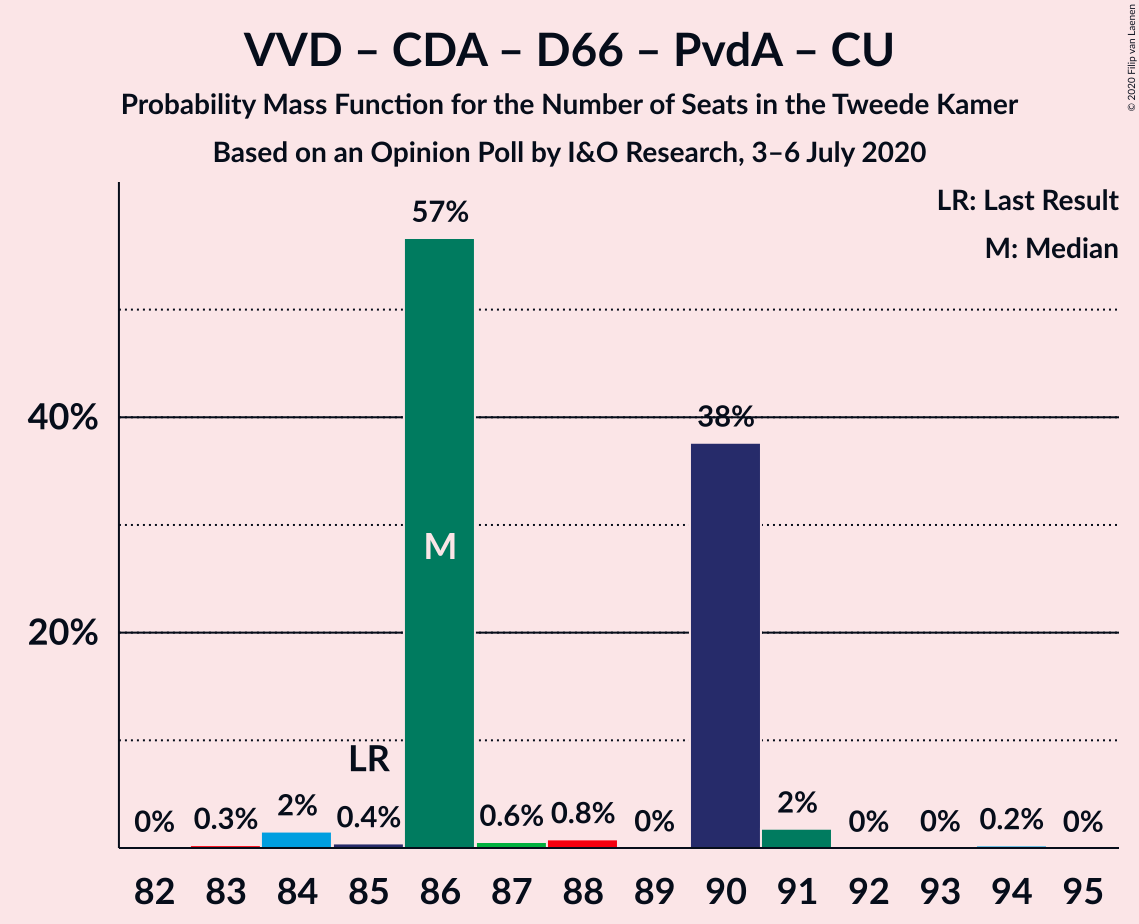 VVD – CDA – D66 – PvdA – CU
Probability Mass Function for the Number of Seats in the Tweede Kamer
Based on an Opinion Poll by I&O Research, 3–6 July 2020
© 2020 Filip van Laenen
LR: Last Result
M: Median
57%
40%
38%
M
20%
LR
0% 0.3% 2% 0.4% 0.6% 0.8% 0% 2% 0% 0% 0.2% 0%
82 83 84 85 86 87 88 89 90 91 92 93 94 95